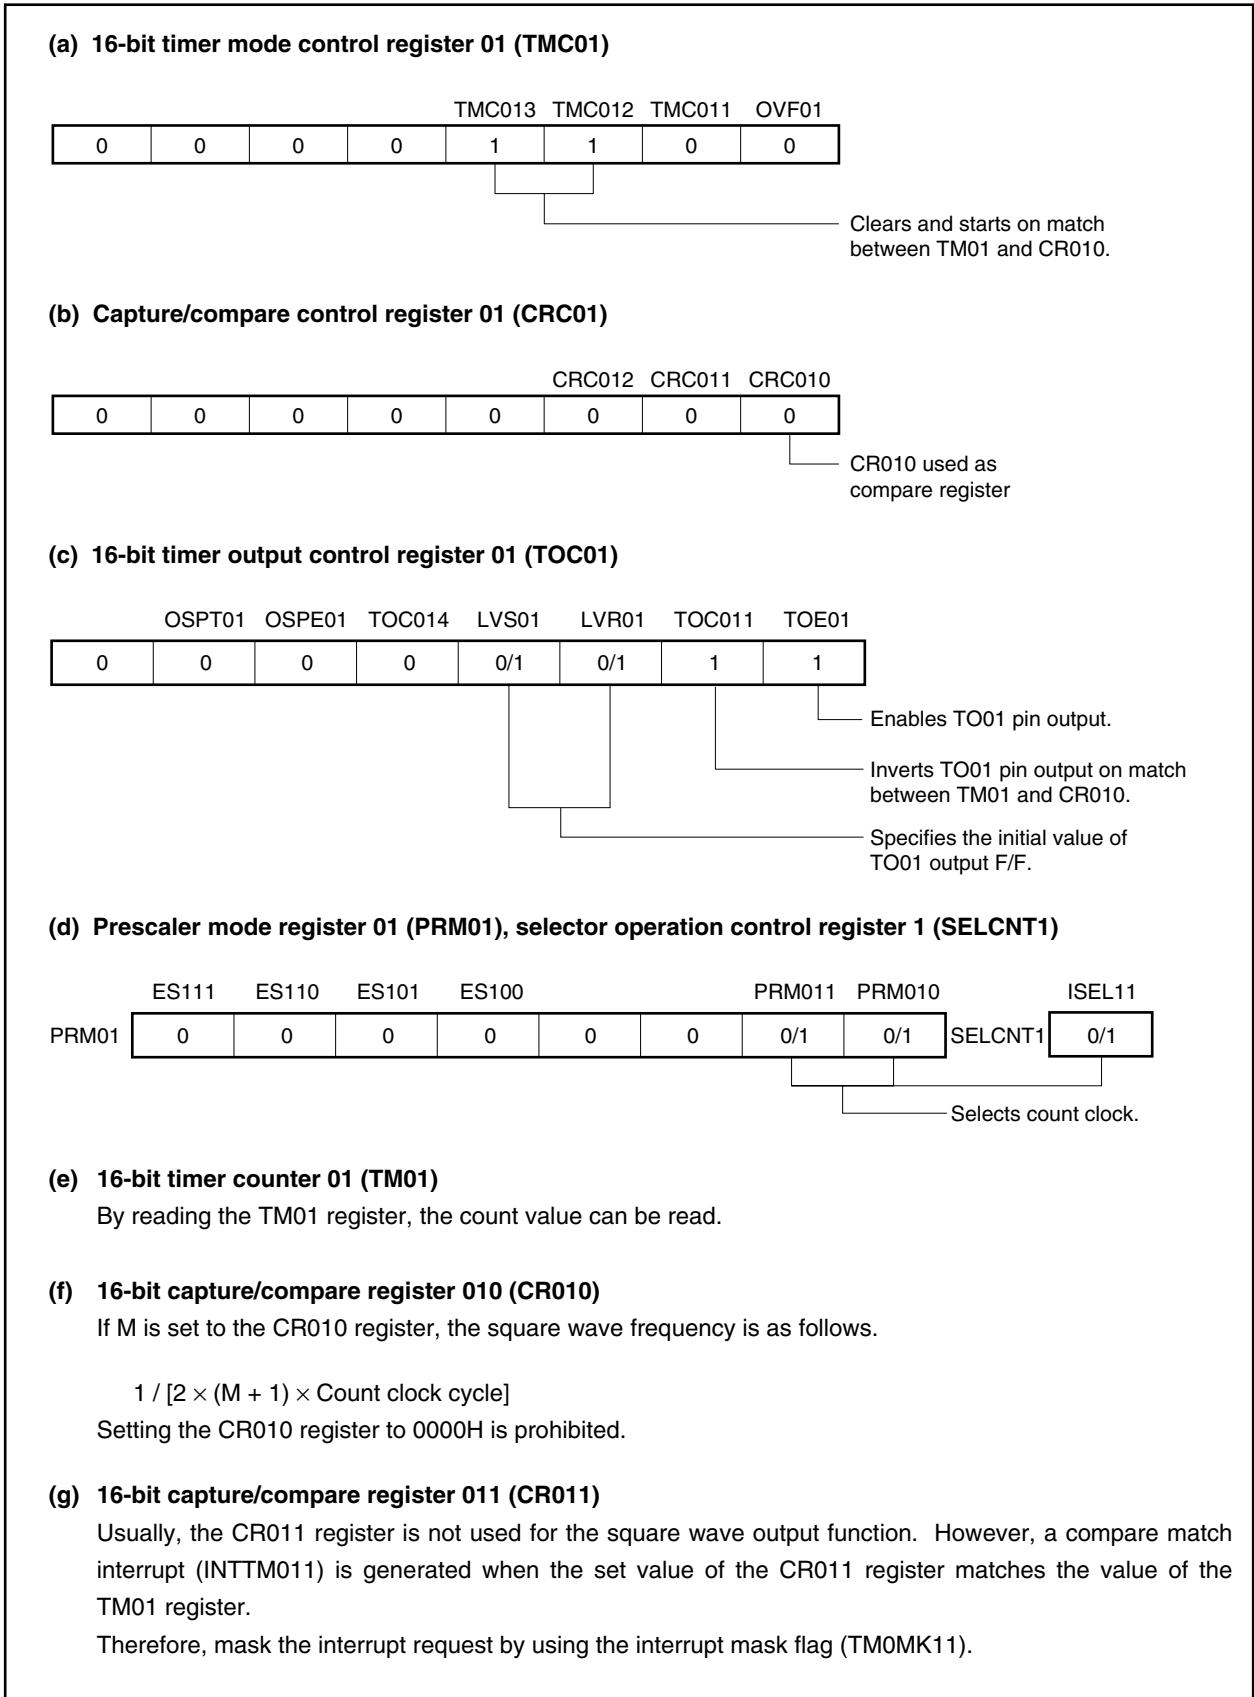 (a) 16-bit timer mode control register 01 (TMC01)
TMC013 TMC012 TMC011 OVF01
0 0 0 0 1 1 0 0
Clears and starts on match
between TM01 and CR010.
(b) Capture/compare control register 01 (CRC01)
CRC012 CRC011 CRC010
0 0 0 0 0 0 0 0
CR010 used as
compare register
(c) 16-bit timer output control register 01 (TOC01)
OSPT01 OSPE01 TOC014 LVS01 LVR01 TOC011 TOE01
0 0 0 0 0/1 0/1 1 1
Enables TO01 pin output.
Inverts TO01 pin output on match
between TM01 and CR010.
Specifies the initial value of
TO01 output F/F.
(d) Prescaler mode register 01 (PRM01), selector operation control register 1 (SELCNT1)
ES111 ES110 ES101 ES100 PRM011 PRM010 ISEL11
PRM01 0 0 0 0 0 0 0/1 0/1 SELCNT1 0/1
Selects count clock.
(e) 16-bit timer counter 01 (TM01)
By reading the TM01 register, the count value can be read.
(f) 16-bit capture/compare register 010 (CR010)
If M is set to the CR010 register, the square wave frequency is as follows.
1 / [2 × (M + 1) × Count clock cycle]
Setting the CR010 register to 0000H is prohibited.
(g) 16-bit capture/compare register 011 (CR011)
Usually, the CR011 register is not used for the square wave output function. However, a compare match
interrupt (INTTM011) is generated when the set value of the CR011 register matches the value of the
TM01 register.
Therefore, mask the interrupt request by using the interrupt mask flag (TM0MK11).